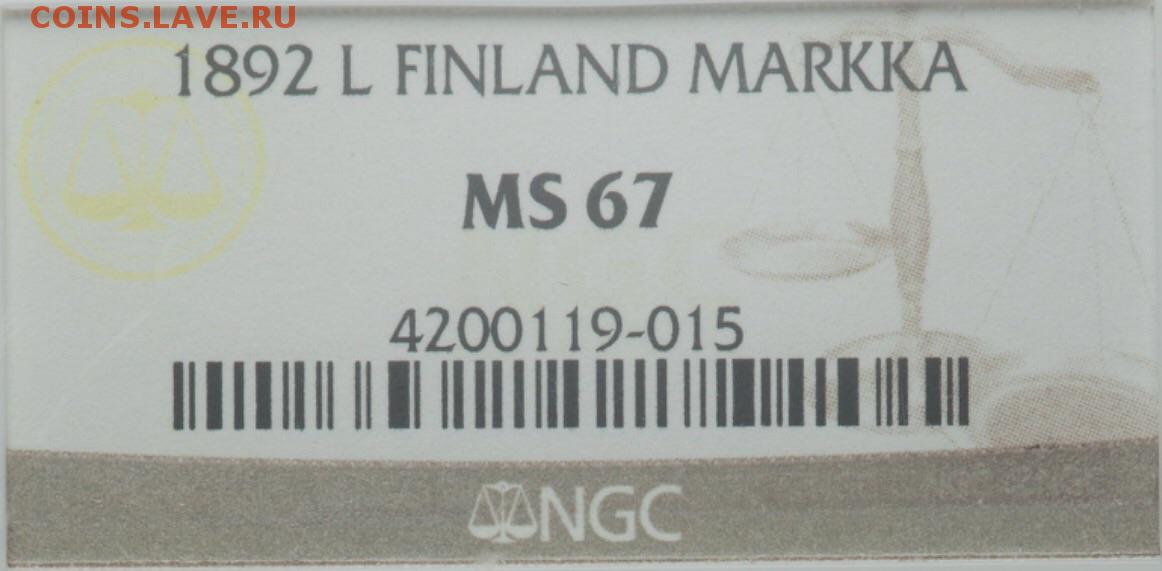 COINS.LAVE.RU
1892 L FINLAND MARKKA
MS 67
4200119-015
NGC